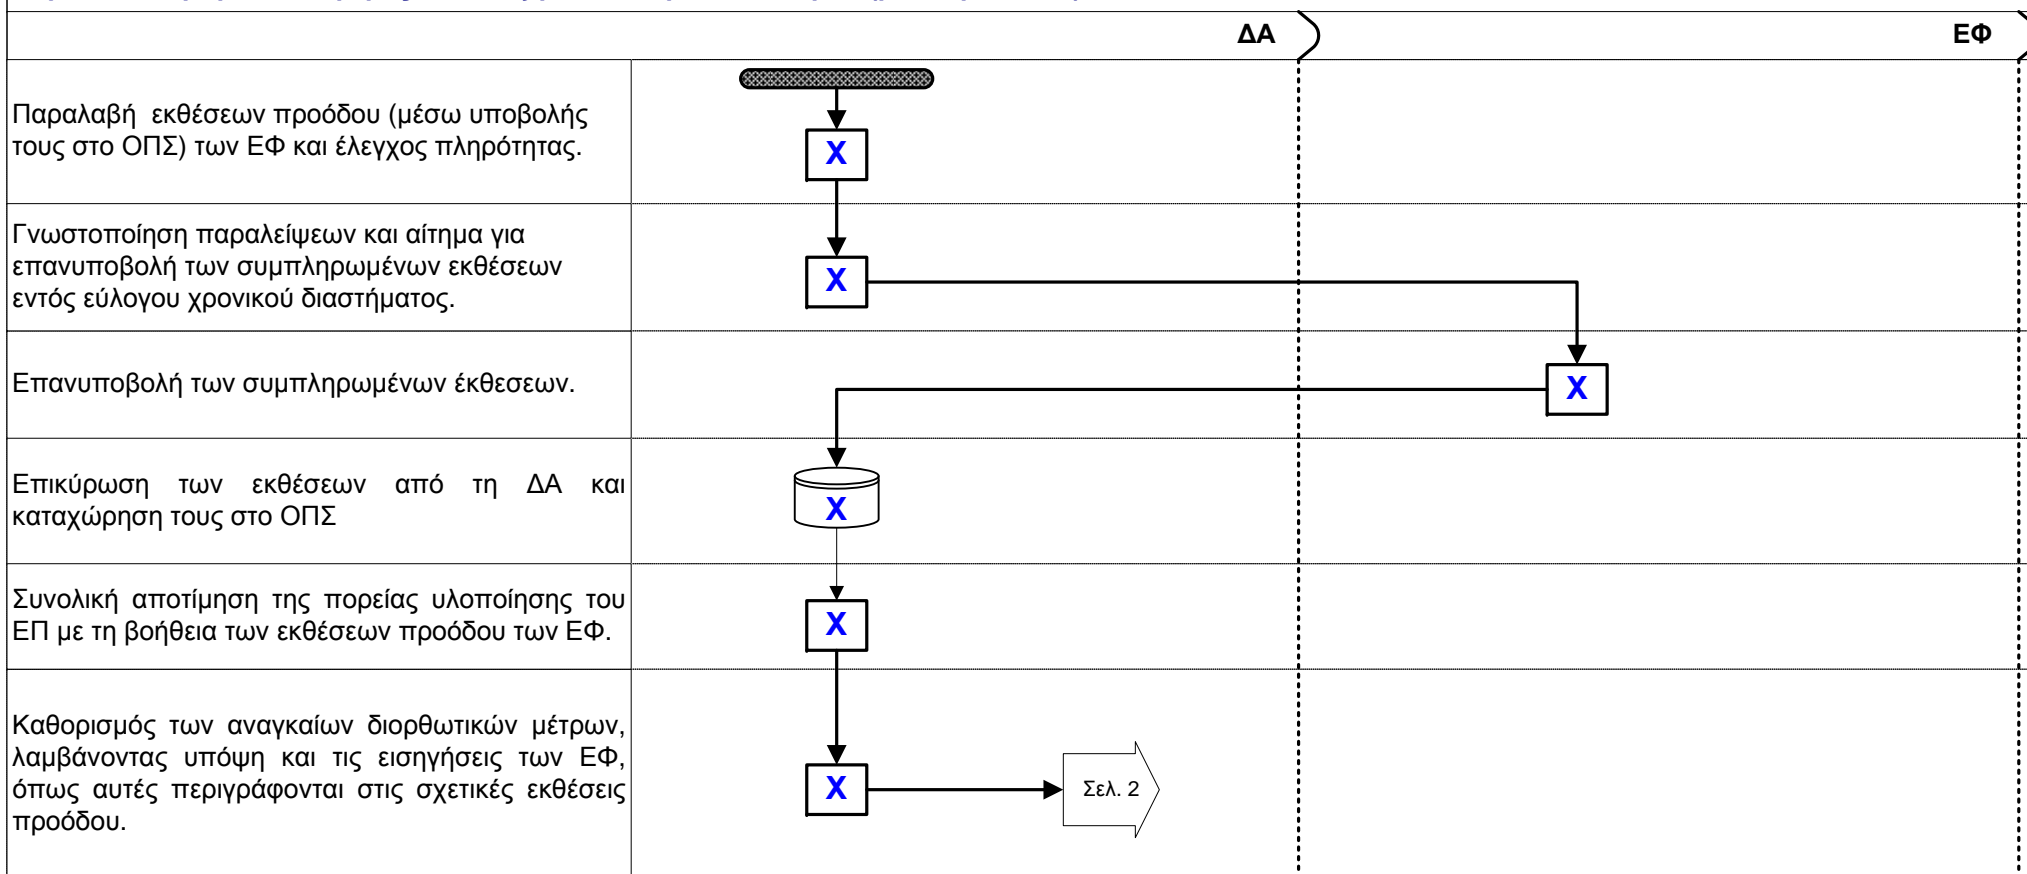 ΔΑ
ΕΦ
Παραλαβή εκθέσεων προόδου (μέσω υποβολής
τους στο ΟΠΣ) των ΕΦ και έλεγχος πληρότητας.
Χ
Γνωστοποίηση παραλείψεων και αίτημα για
επανυποβολή των συμπληρωμένων εκθέσεων
εντός εύλογου χρονικού διαστήματος.
Χ
Επανυποβολή των συμπληρωμένων έκθεσεων.
Χ
Επικύρωση των εκθέσεων από τη ΔΑ και
καταχώρηση τους στο ΟΠΣ
Χ
Συνολική αποτίμηση της πορείας υλοποίησης του
ΕΠ με τη βοήθεια των εκθέσεων προόδου των ΕΦ.
Χ
Καθορισμός των αναγκαίων διορθωτικών μέτρων,
λαμβάνοντας υπόψη και τις εισηγήσεις των ΕΦ,
όπως αυτές περιγράφονται στις σχετικές εκθέσεις
προόδου.
Χ
Σελ. 2